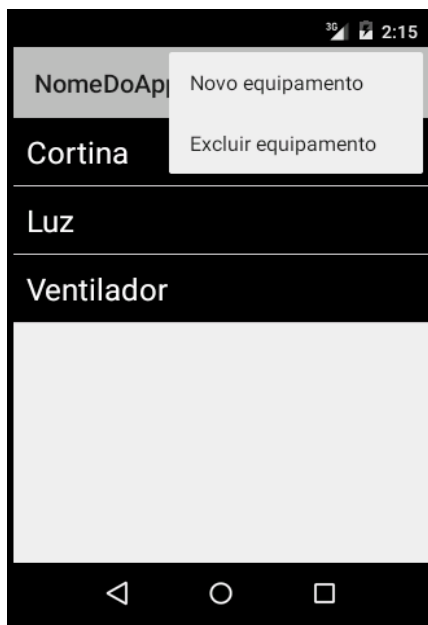 3G 2:15
NomeDoApp
Novo equipamento
Excluir equipamento
Cortina
Luz
Ventilador